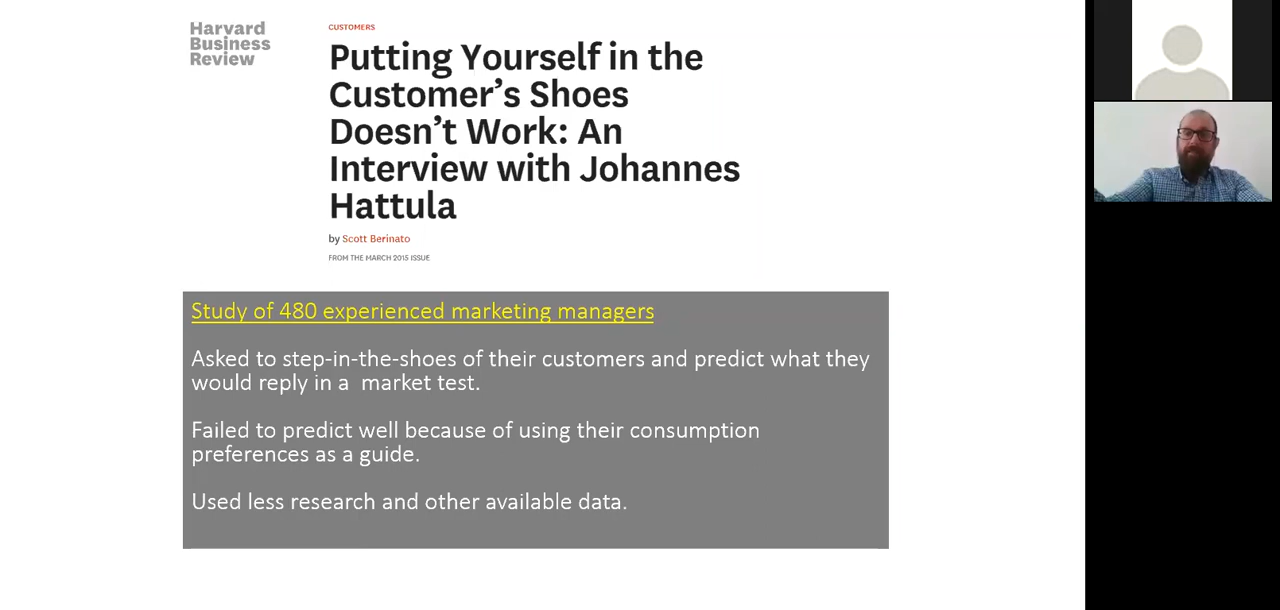 Harvard
Business
Review
CUSTOMERS
Putting Yourself in the
Customer's Shoes
Doesn't Work: An
Interview with Johannes
Hattula
by Scott Berinato
FROM THE MARCH 2015 ISSUE
Study of 480 experienced marketing managers
Asked to step-in-the-shoes of their customers and predict what they
would reply in a  market test.
Failed to predict well because of using their consumption
preferences as a guide.
Used less research and other available data.